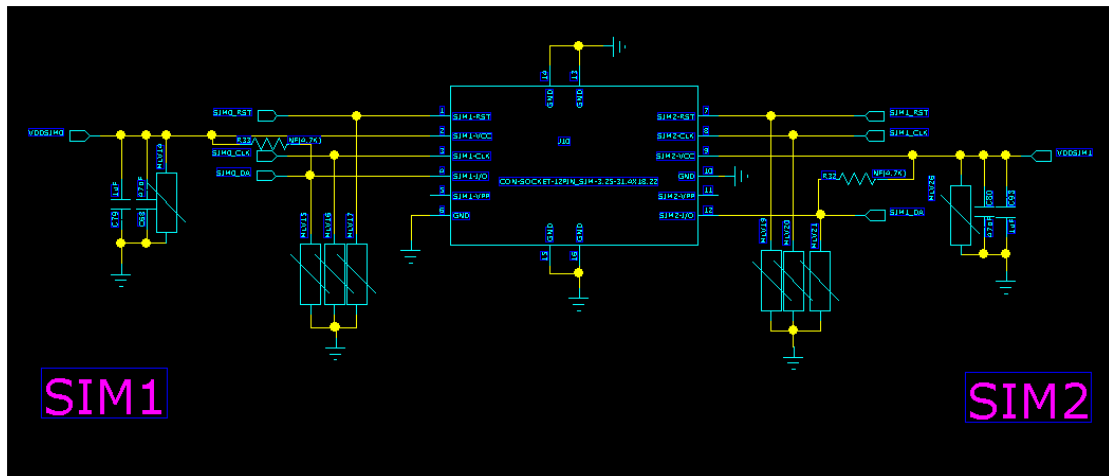 14
13
GND
GND
SIM0_RST
1
SIM1-RST
SIM2-RST
7
SIM1_RST
VDDSIM0
2
SIM1-VCC
J10
SIM2-CLK
8
SIM1_CLK
R33
NF(4.7K)
SIM0_CLK
3
SIM1-CLK
SIM2-VCC
9
VDDSIM1
MLV14
SIM0_DA
4
SIM1-I/O
CON-SOCKET-12PIN_SIM-3.25-31.4X18.22
GND
10
R32
NF(4.7K)
5
SIM1-VPP
SIM2-VPP
11
1uF
47pF
C79
C68
6
GND
SIM2-I/O
12
SIM1_DA
MLV26
C80
C93
47pF
1uF
MLV15
MLV16
MLV17
GND
GND
15
16
MLV19
MLV20
MLV21
SIM1
SIM2